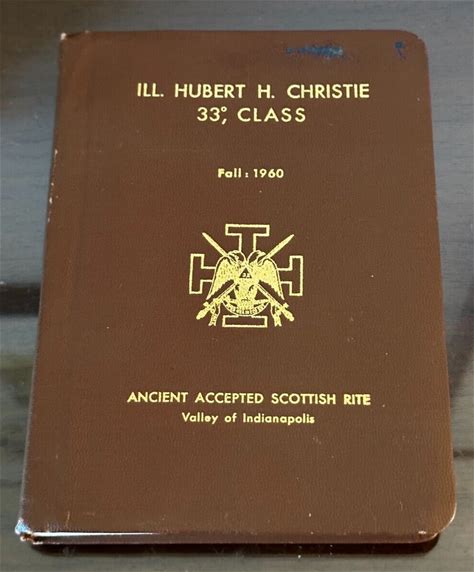 ILL. HUBERT H. CHRISTIE
33°, CLASS
Fall: 1960
ANCIENT ACCEPTED SCOTTISH RITE
Valley of Indianapolis